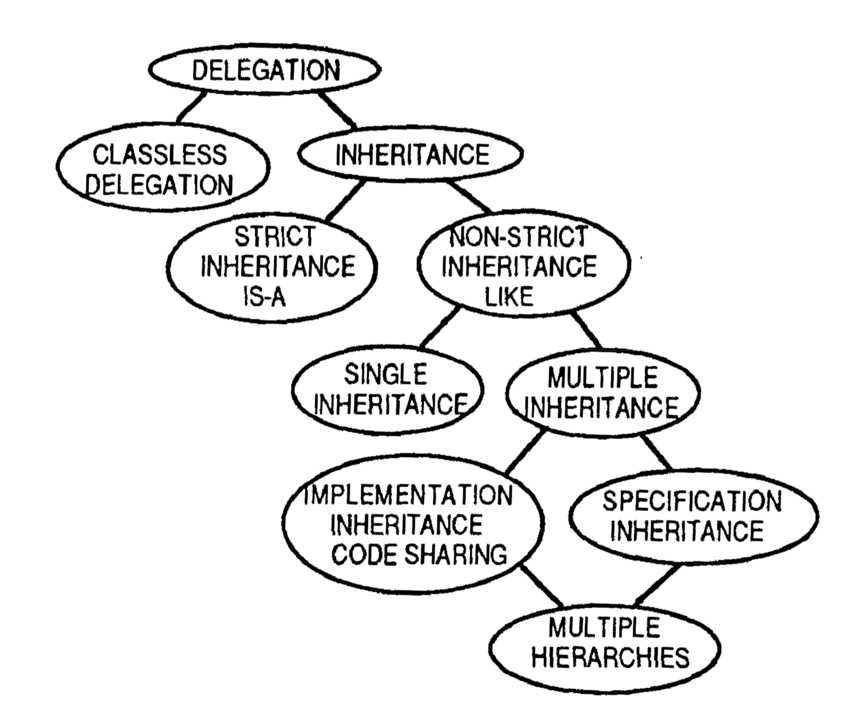 DELEGATION
CLASSLESS
DELEGATION
INHERITANCE
STRICT
INHERITANCE
IS-A
NON-STRICT
INHERITANCE
LIKE
SINGLE
INHERITANCE
MULTIPLE
INHERITANCE
IMPLEMENTATION
INHERITANCE
CODE SHARING
SPECIFICATION
INHERITANCE
MULTIPLE
HIERARCHIES